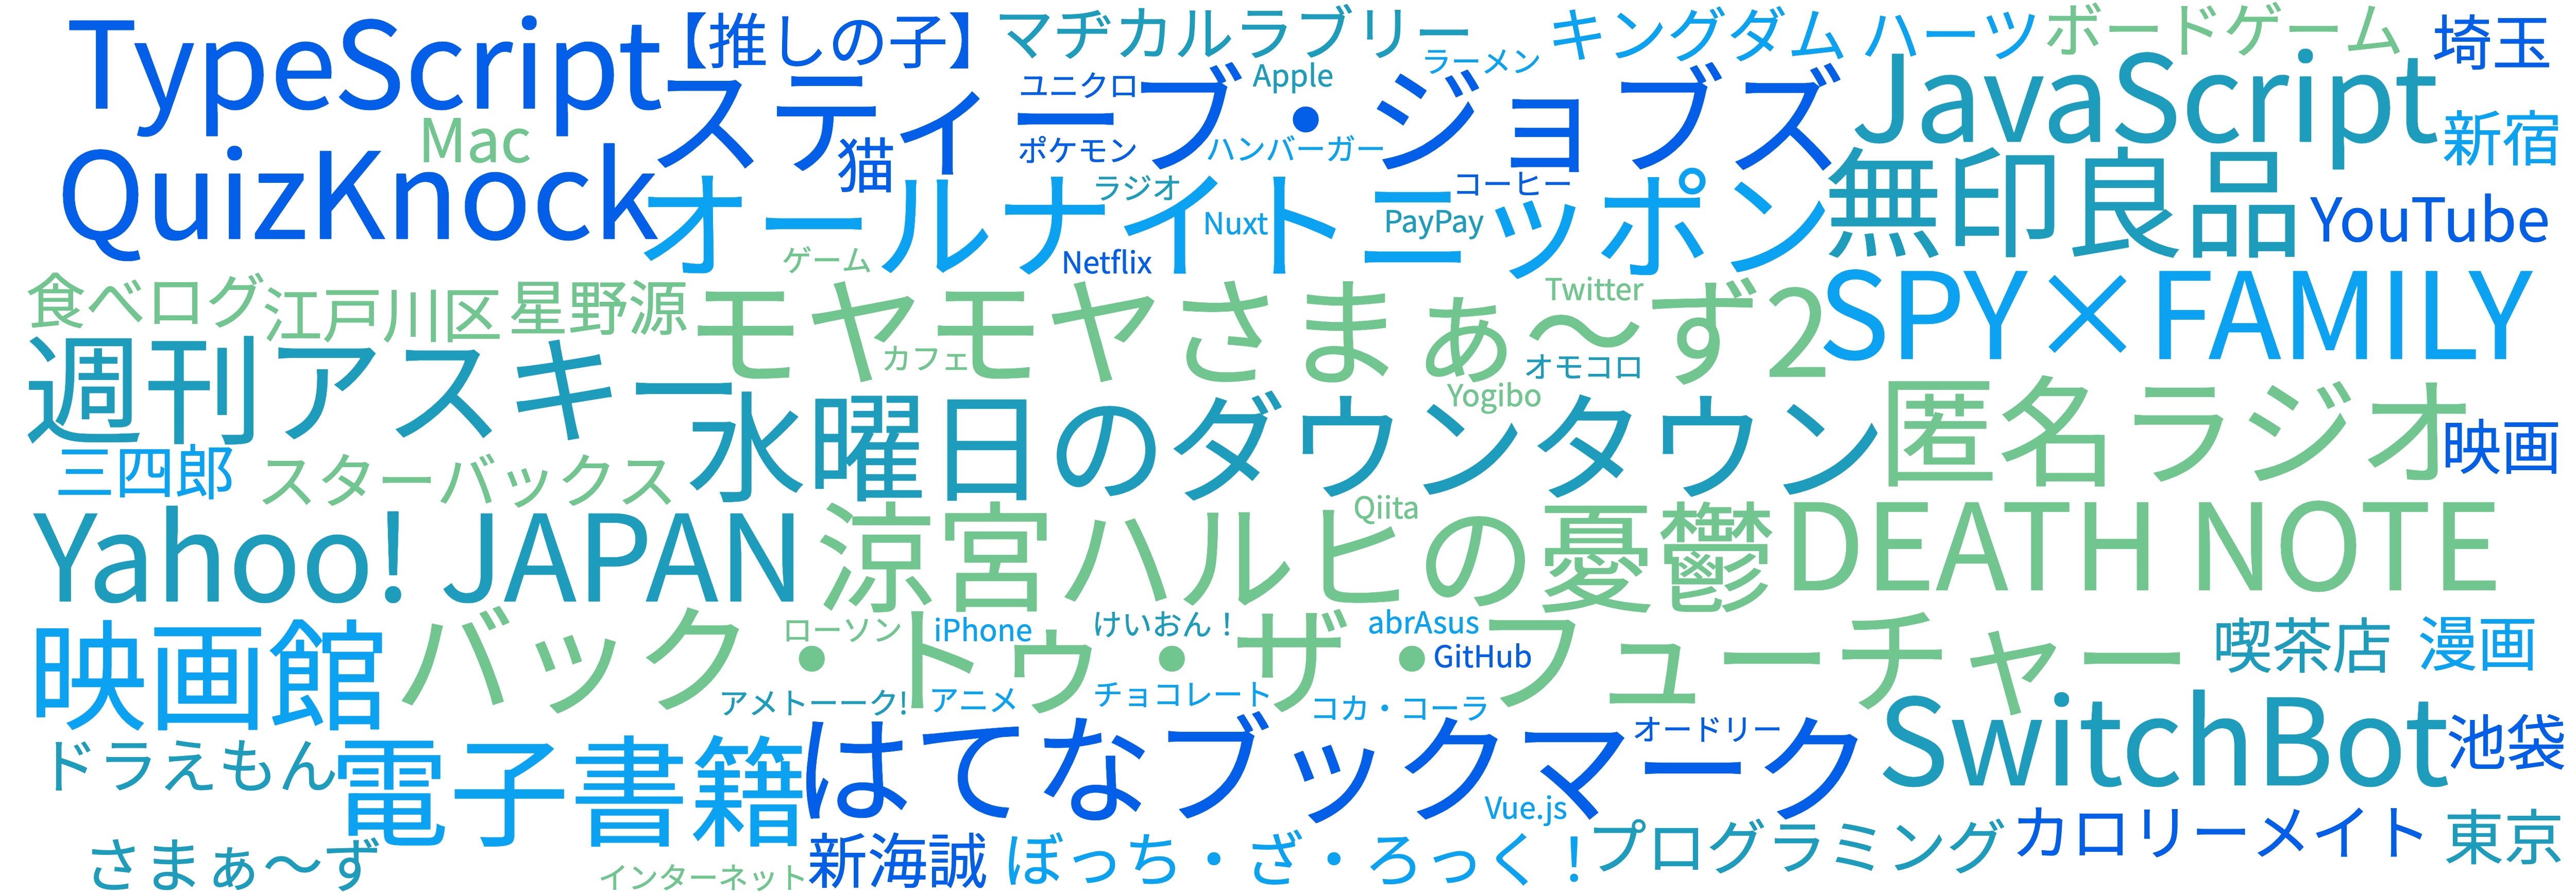 TypeScript
【推しの子】
マヂカルラブリー
ラーメン
キングダム ハーツ
ボードゲーム
埼玉
Mac
スティーブ・ジョブズ
ユニクロ
Apple
JavaScript
新宿
QuizKnock
猫
ポケモン
ハンバーガー
オールナイトニッポン
ラジオ
コーヒー
Nuxt
PayPay
無印良品
YouTube
ゲーム
Netflix
食べログ
江戸川区
星野源
モヤモヤさまぁ～ず2
Twitter
SPY×FAMILY
カフェ
オモコロ
週刊アスキー
Yogibo
水曜日のダウンタウン
匿名ラジオ
映画
三四郎
スターバックス
Qiita
Yahoo! JAPAN
涼宮ハルヒの憂鬱
DEATH NOTE
映画館
バック・トゥ・ザ・フューチャー
ローソン
iPhone
けいおん！
abrAsus
GitHub
喫茶店
漫画
アメトーーク!
アニメ
チョコレート
コカ・コーラ
ドラえもん
電子書籍
はてなブックマーク
オードリー
SwitchBot
池袋
Vue.js
さまぁ～ず
インターネット
新海誠
ぼっち・ざ・ろっく！
プログラミング
カロリーメイト
東京